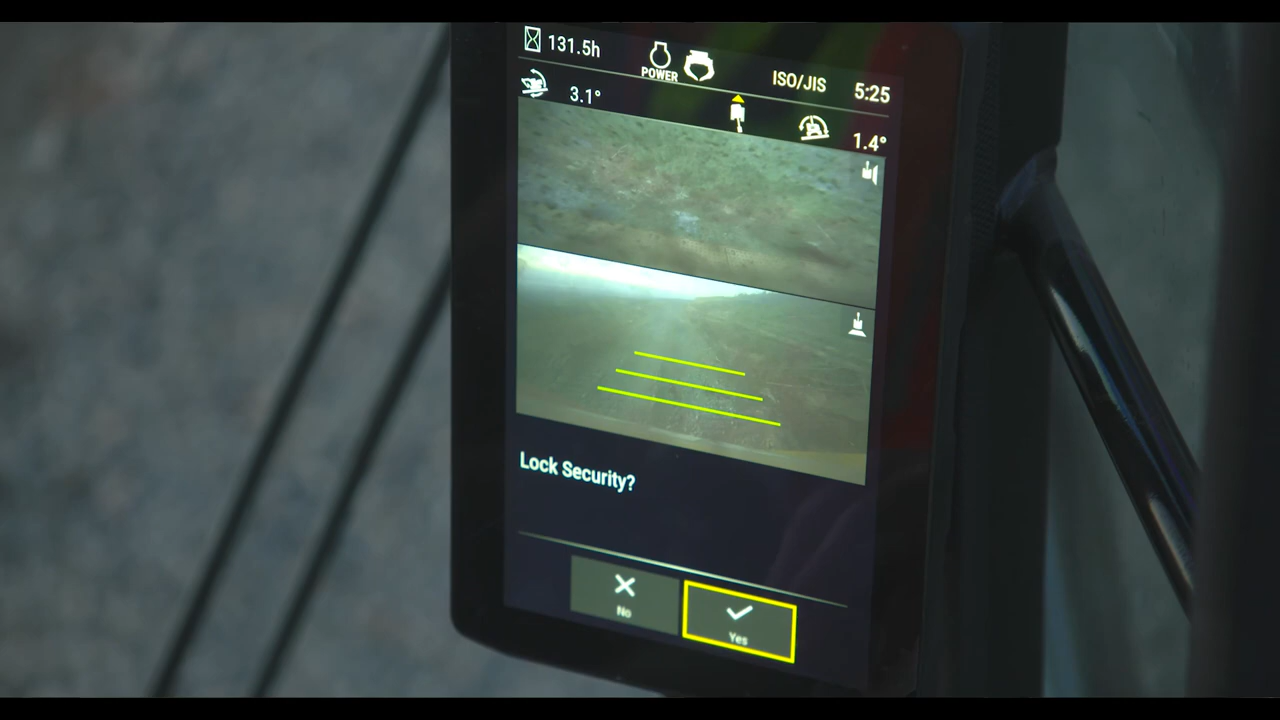 131.5h
POWER
ISO/JIS
5:25
3.1°
1.4°
Lock Security?
No
Yes